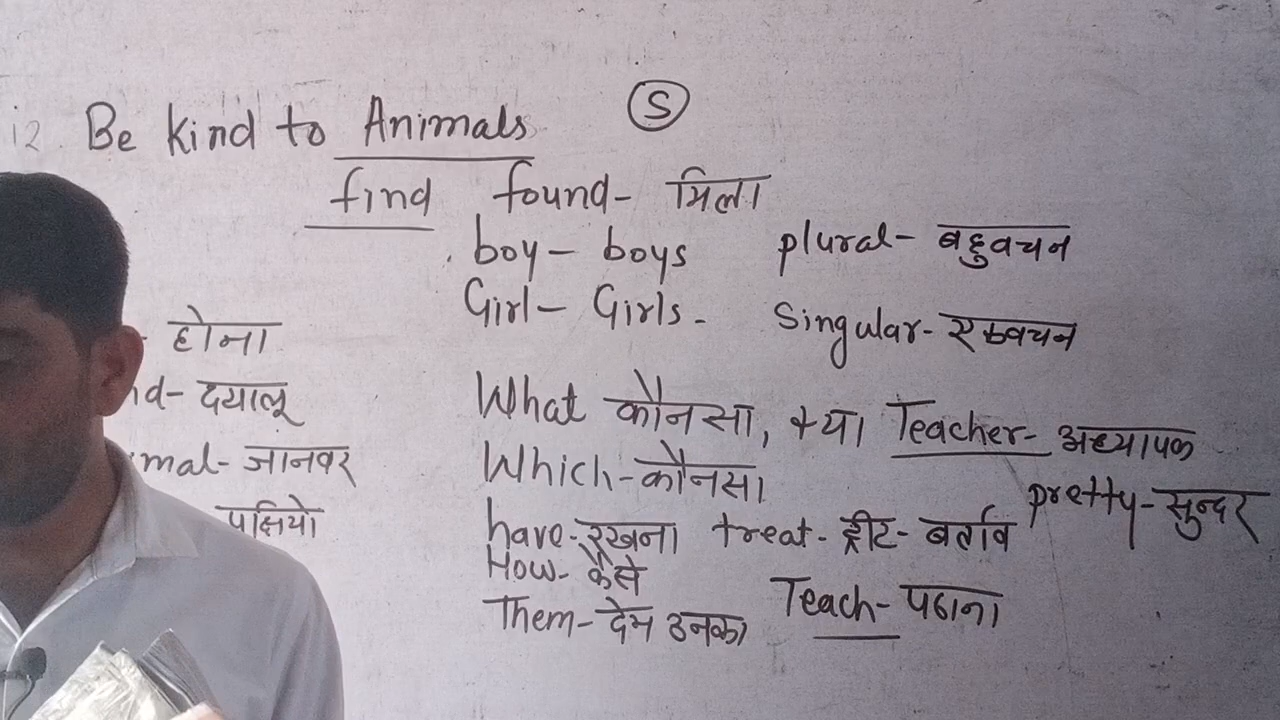 12 Be Kind to Animals Ⓢ
find found- मिला
boy- boys plural- बहुवचन
Girl- Girls- Singular- एकवचन
होना
दयालू
What कौनसा, क्या Teacher- अध्यापक
mal- जानवर Which-कौनसा
pretty-सुन्दर
पक्षियो have-रखना treat- ट्रीट- बर्ताव
How- कैसे
Them-देम उनका Teach- पढाना